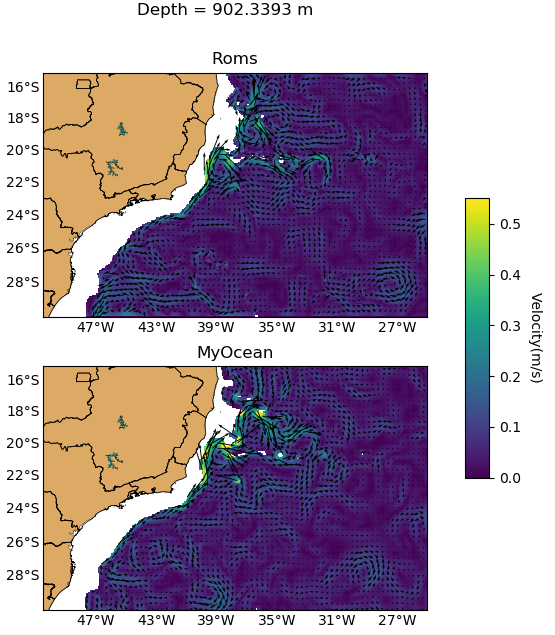 Depth = 902.3393 m
Roms
16°S
18°S
20°S
22°S
24°S
26°S
28°S
47°W 43°W 39°W 35°W 31°W 27°W
MyOcean
16°S
18°S
20°S
22°S
24°S
26°S
28°S
47°W 43°W 39°W 35°W 31°W 27°W
0.5
0.4
0.3
0.2
0.1
0.0
Velocity(m/s)